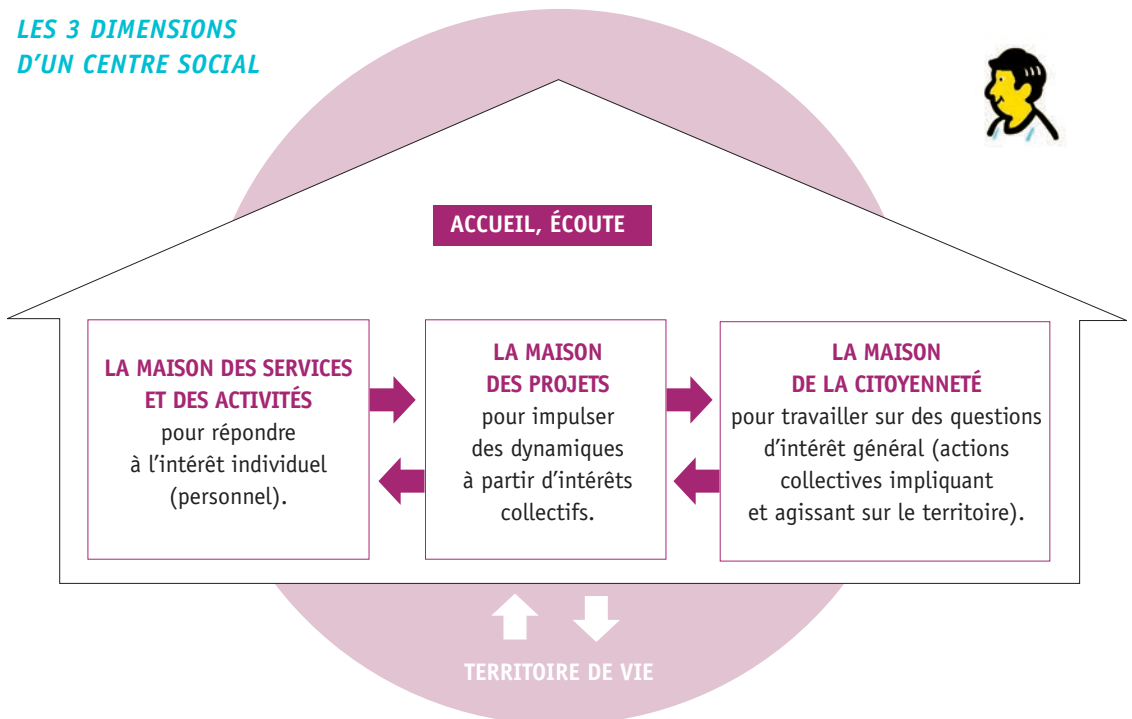 LES 3 DIMENSIONS
D'UN CENTRE SOCIAL
ACCUEIL, ÉCOUTE
LA MAISON DES SERVICES
ET DES ACTIVITÉS
pour répondre
à l'intérêt individuel
(personnel).
LA MAISON
DES PROJETS
pour impulser
des dynamiques
à partir d'intérêts
collectifs.
LA MAISON
DE LA CITOYENNETÉ
pour travailler sur des questions
d'intérêt général (actions
collectives impliquant
et agissant sur le territoire).
TERRITOIRE DE VIE